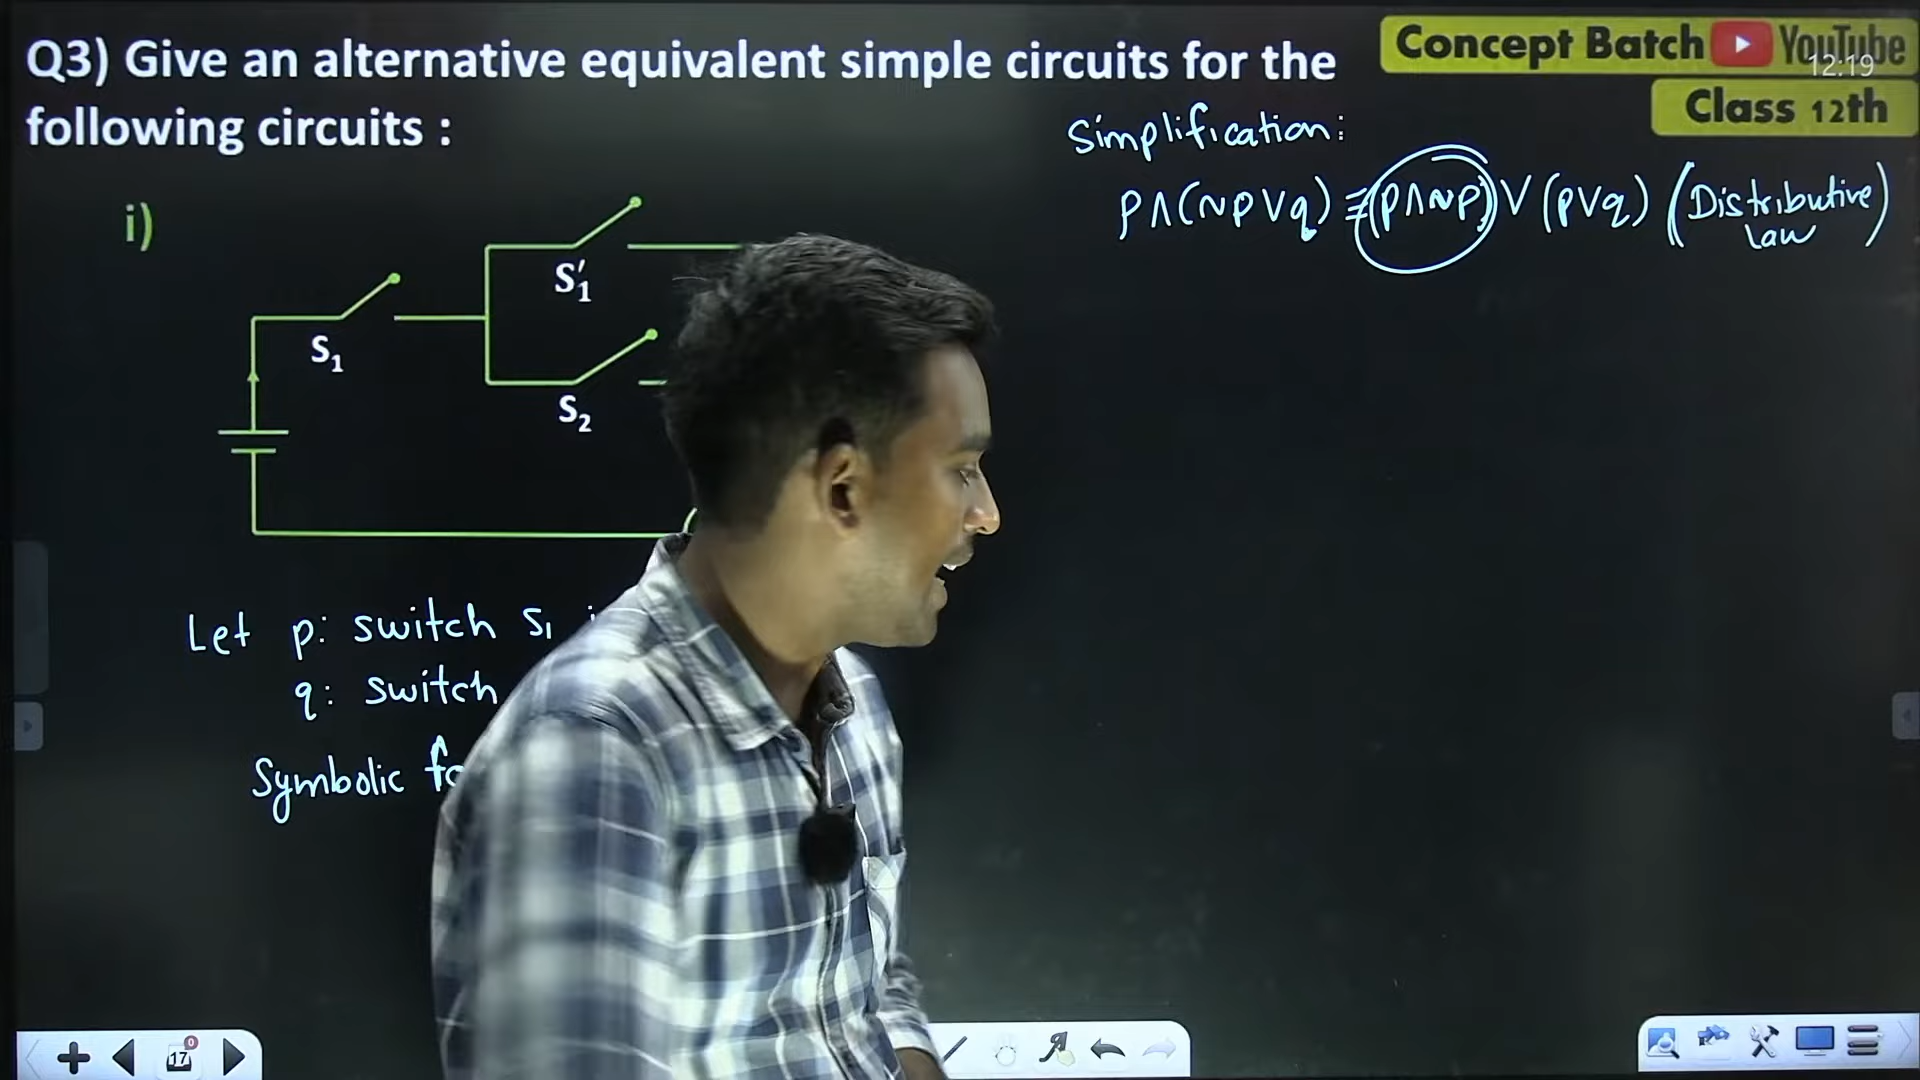 Q3) Give an alternative equivalent simple circuits for the
following circuits :
Concept Batch YouTube
12:19
Class 12th
Simplification:
p∧(~p∨q) ≡ (p∧~p)∨(p∨q) (Distributive
law)
i)
S'₁
S₁
S₂
Let p: switch S₁
q: switch
Symbolic
17
0